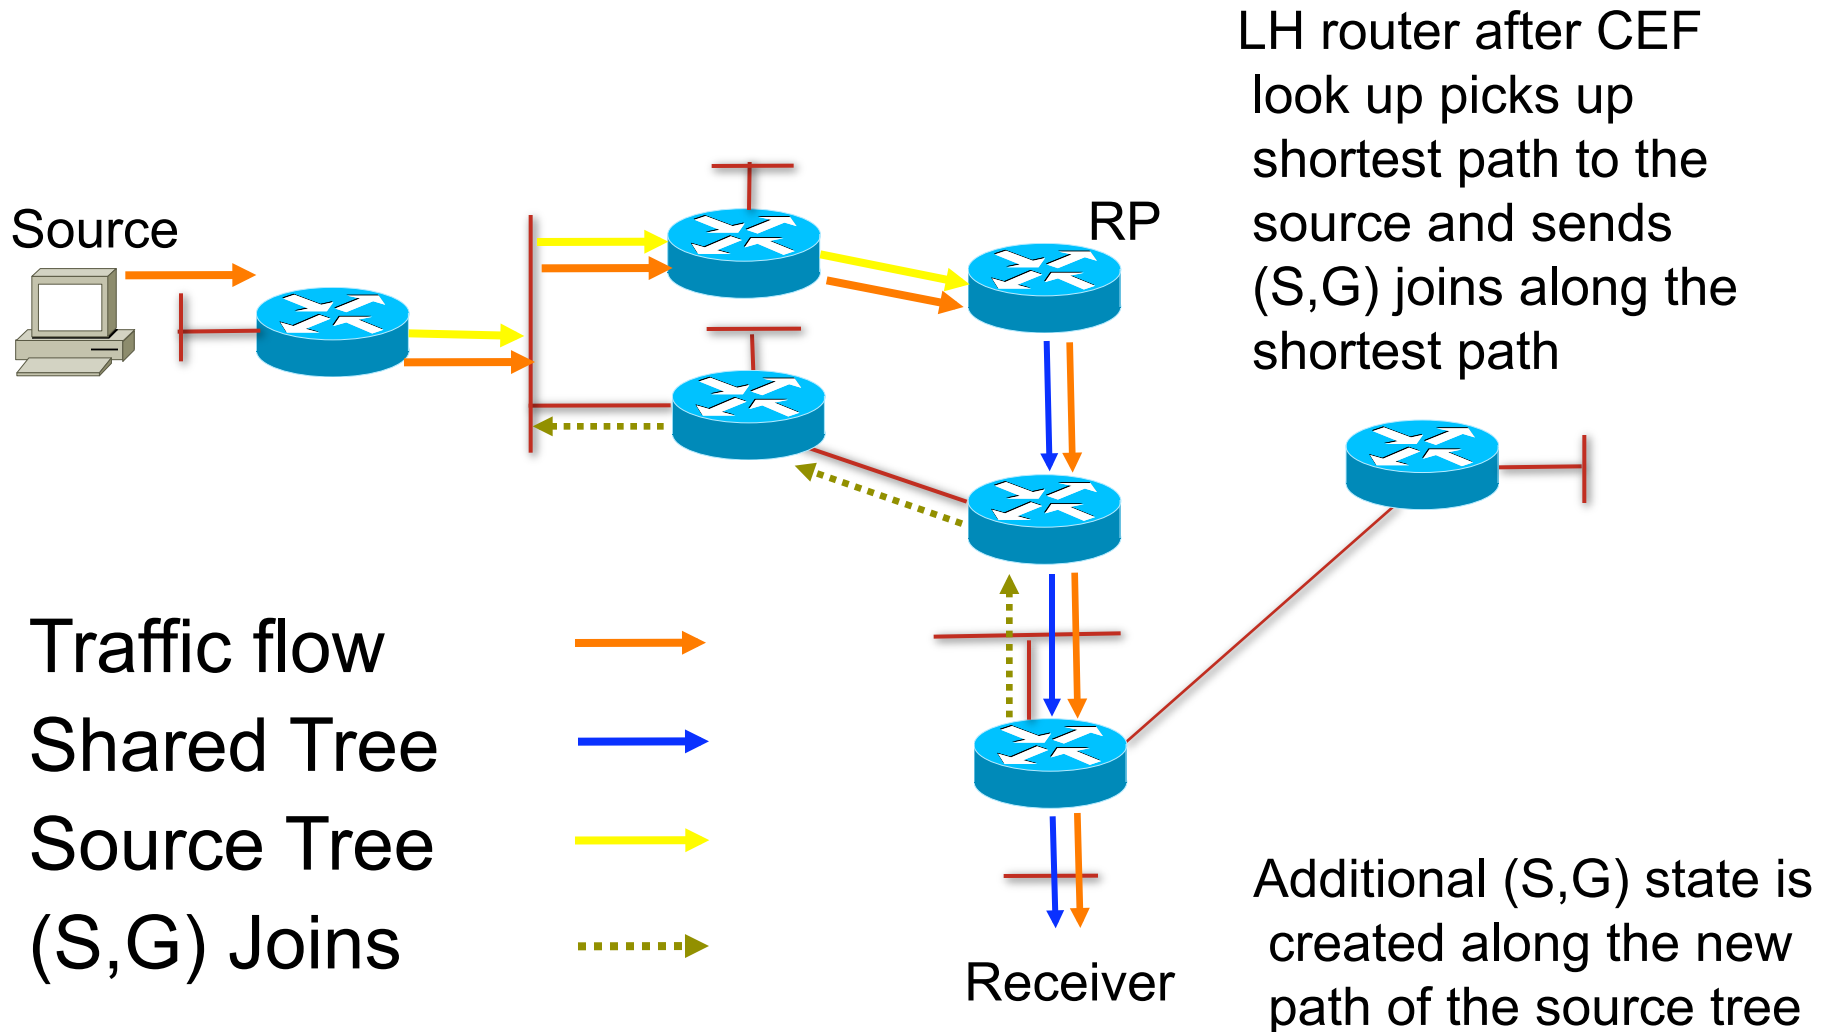 LH router after CEF
look up picks up
shortest path to the
source and sends
(S,G) joins along the
shortest path
RP
Source
Traffic flow
Shared Tree
Source Tree
(S,G) Joins
Receiver
Additional (S,G) state is
created along the new
path of the source tree